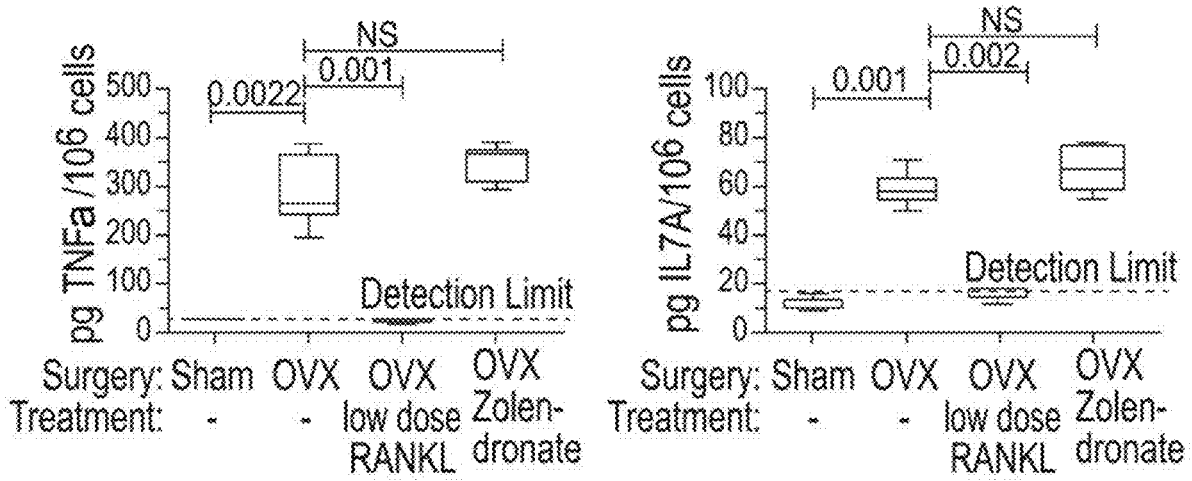 NS
0.001
0.0022
pg TNFa /10⁶ cells
500
400
300
200
100
0
Detection Limit
Surgery: Sham OVX OVX OVX
Treatment: - - low dose Zolen-
RANKL dronate
NS
0.002
0.001
pg IL7A/10⁶ cells
100
80
60
40
20
0
Detection Limit
Surgery: Sham OVX OVX OVX
Treatment: - - low dose Zolen-
RANKL dronate